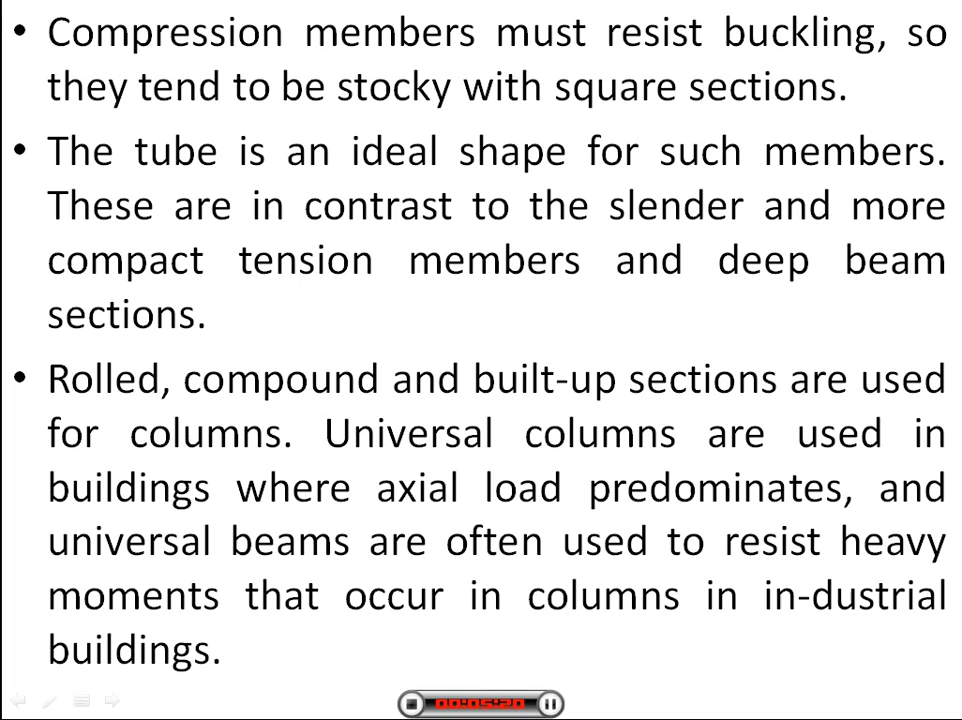 • Compression members must resist buckling, so
they tend to be stocky with square sections.
• The tube is an ideal shape for such members.
These are in contrast to the slender and more
compact tension members and deep beam
sections.
• Rolled, compound and built-up sections are used
for columns. Universal columns are used in
buildings where axial load predominates, and
universal beams are often used to resist heavy
moments that occur in columns in in-dustrial
buildings.
00:05:20